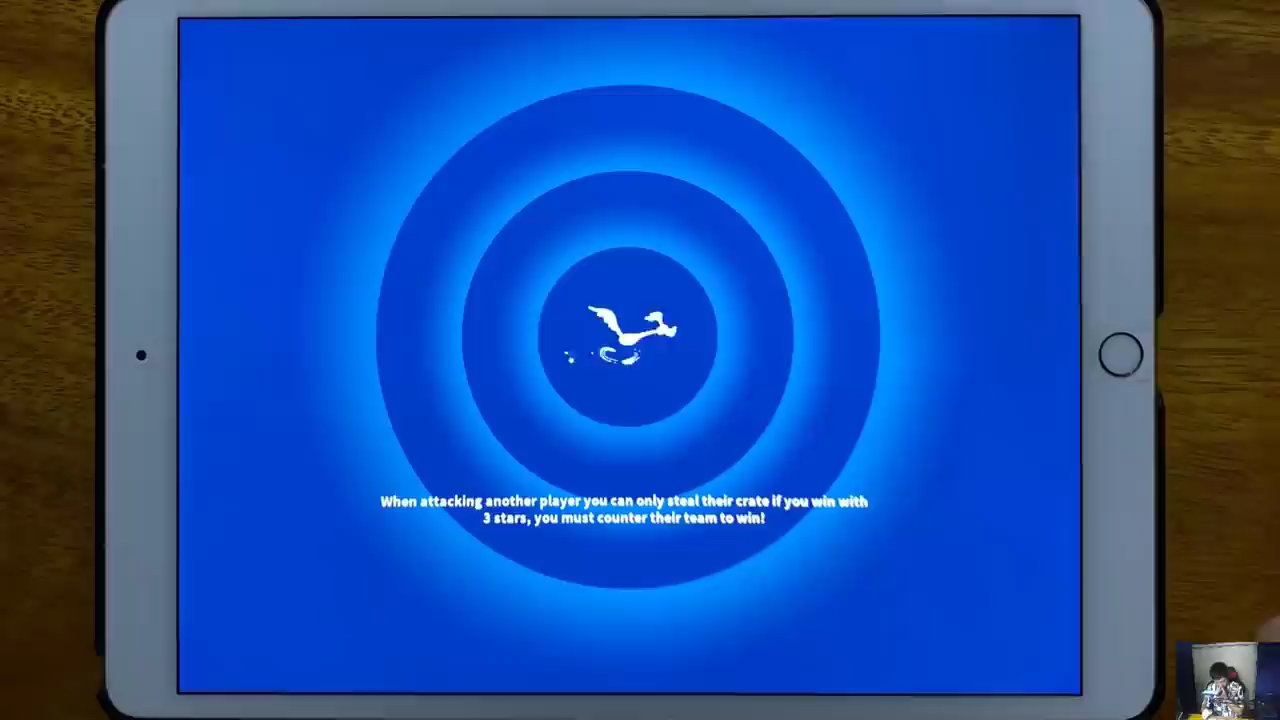 When attacking another player you can only steal their crate if you win with
3 stars, you must counter their team to win!